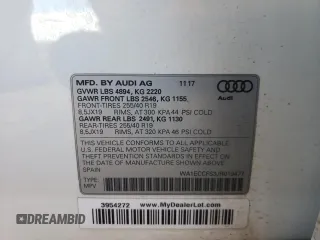 MFD. BY AUDI AG 11 17
GVWR LBS 4894, KG 2220
GAWR FRONT LBS 2546, KG 1155,
FRONT-TIRES 255/40 R19
8.5JX19 RIMS, AT 300 KPA 44 PSI COLD
GAWR REAR LBS 2491, KG 1130
REAR-TIRES 255/40 R19
8.5JX19 RIMS, AT 320 KPA 46 PSI COLD
Audi
THIS VEHICLE CONFORMS TO ALL APPLICABLE U.S.
FEDERAL MOTOR VEHICLE SAFETY AND THEFT
PREVENTION STANDARDS IN EFFECT ON THE DATE
OF MANUFACTURE SHOWN ABOVE.
SPAIN
TYPE:
MPV
3954272 www.MyDealerLot.com
DREAMBID.COM